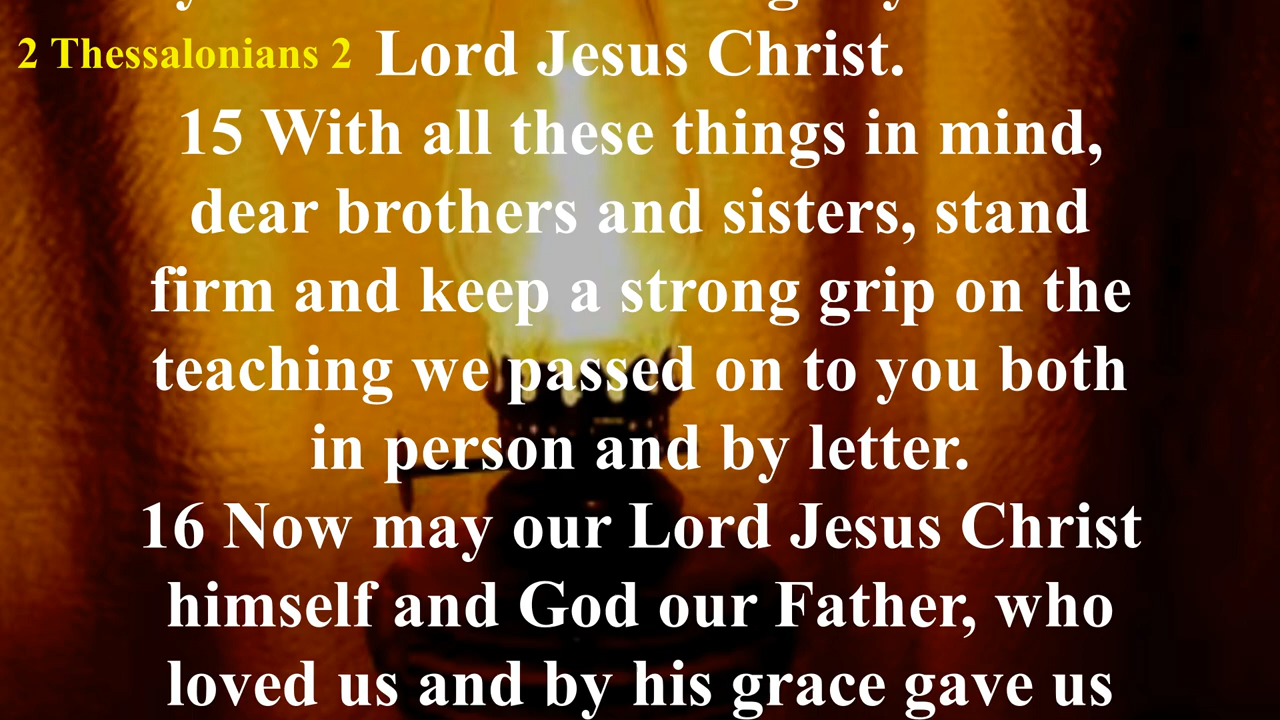 2 Thessalonians 2
Lord Jesus Christ.
15 With all these things in mind,
dear brothers and sisters, stand
firm and keep a strong grip on the
teaching we passed on to you both
in person and by letter.
16 Now may our Lord Jesus Christ
himself and God our Father, who
loved us and by his grace gave us